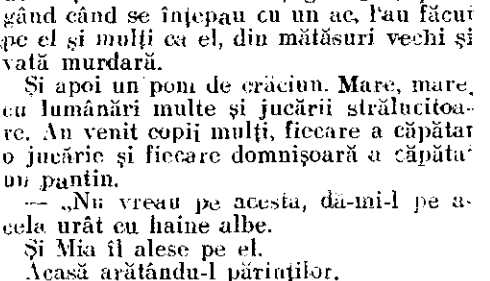 gând când se înțepau cu un ac, l'au făcut
pe el și mulți ca el, din mătăsuri vechi și
vată murdară.
Și apoi un pom de crăciun. Mare, mare,
cu lumânări multe și jucării strălucitoa-
re. Au venit copii mulți, fiecare a căpătat
o jucărie și fiecare domnișoară a căpătat
un pantin.
— „Nu vreau pe acesta, dă-mi-l pe a-
cela urât cu haine albe.
Și Mia îl alese pe el.
Acasă arătându-l părinților,